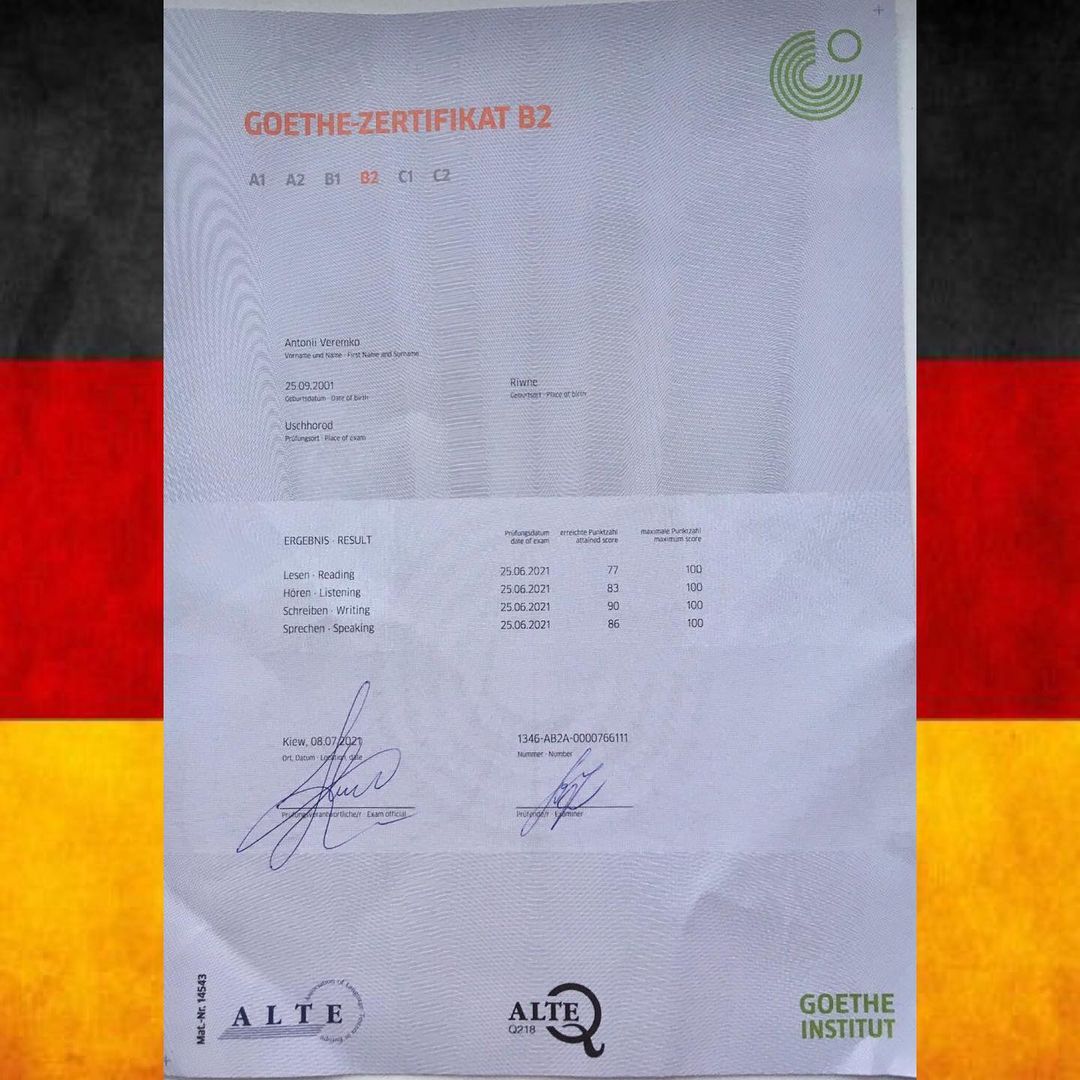 GOETHE-ZERTIFIKAT B2
A1 A2 B1 B2 C1 C2
Antonii Veremko
Vorname und Name · First Name and Surname
25.09.2001 Riwne
Geburtsdatum · Date of birth Geburtsort · Place of birth
Uschhorod
Prüfungsort · Place of exam
ERGEBNIS · RESULT
Prüfungsdatum erreichte Punktzahl maximale Punktzahl
date of exam attained score maximum score
Lesen · Reading 25.06.2021 77 100
Hören · Listening 25.06.2021 83 100
Schreiben · Writing 25.06.2021 90 100
Sprechen · Speaking 25.06.2021 86 100
Kiew, 08.07.2021 1346-AB2A-0000766111
Ort, Datum · Location, date Nummer · Number
Prüfungsverantwortliche/r · Exam official Prüfende/r · Examiner
Mat.-Nr. 14543
ALTE
ALTE
Q218
GOETHE
INSTITUT